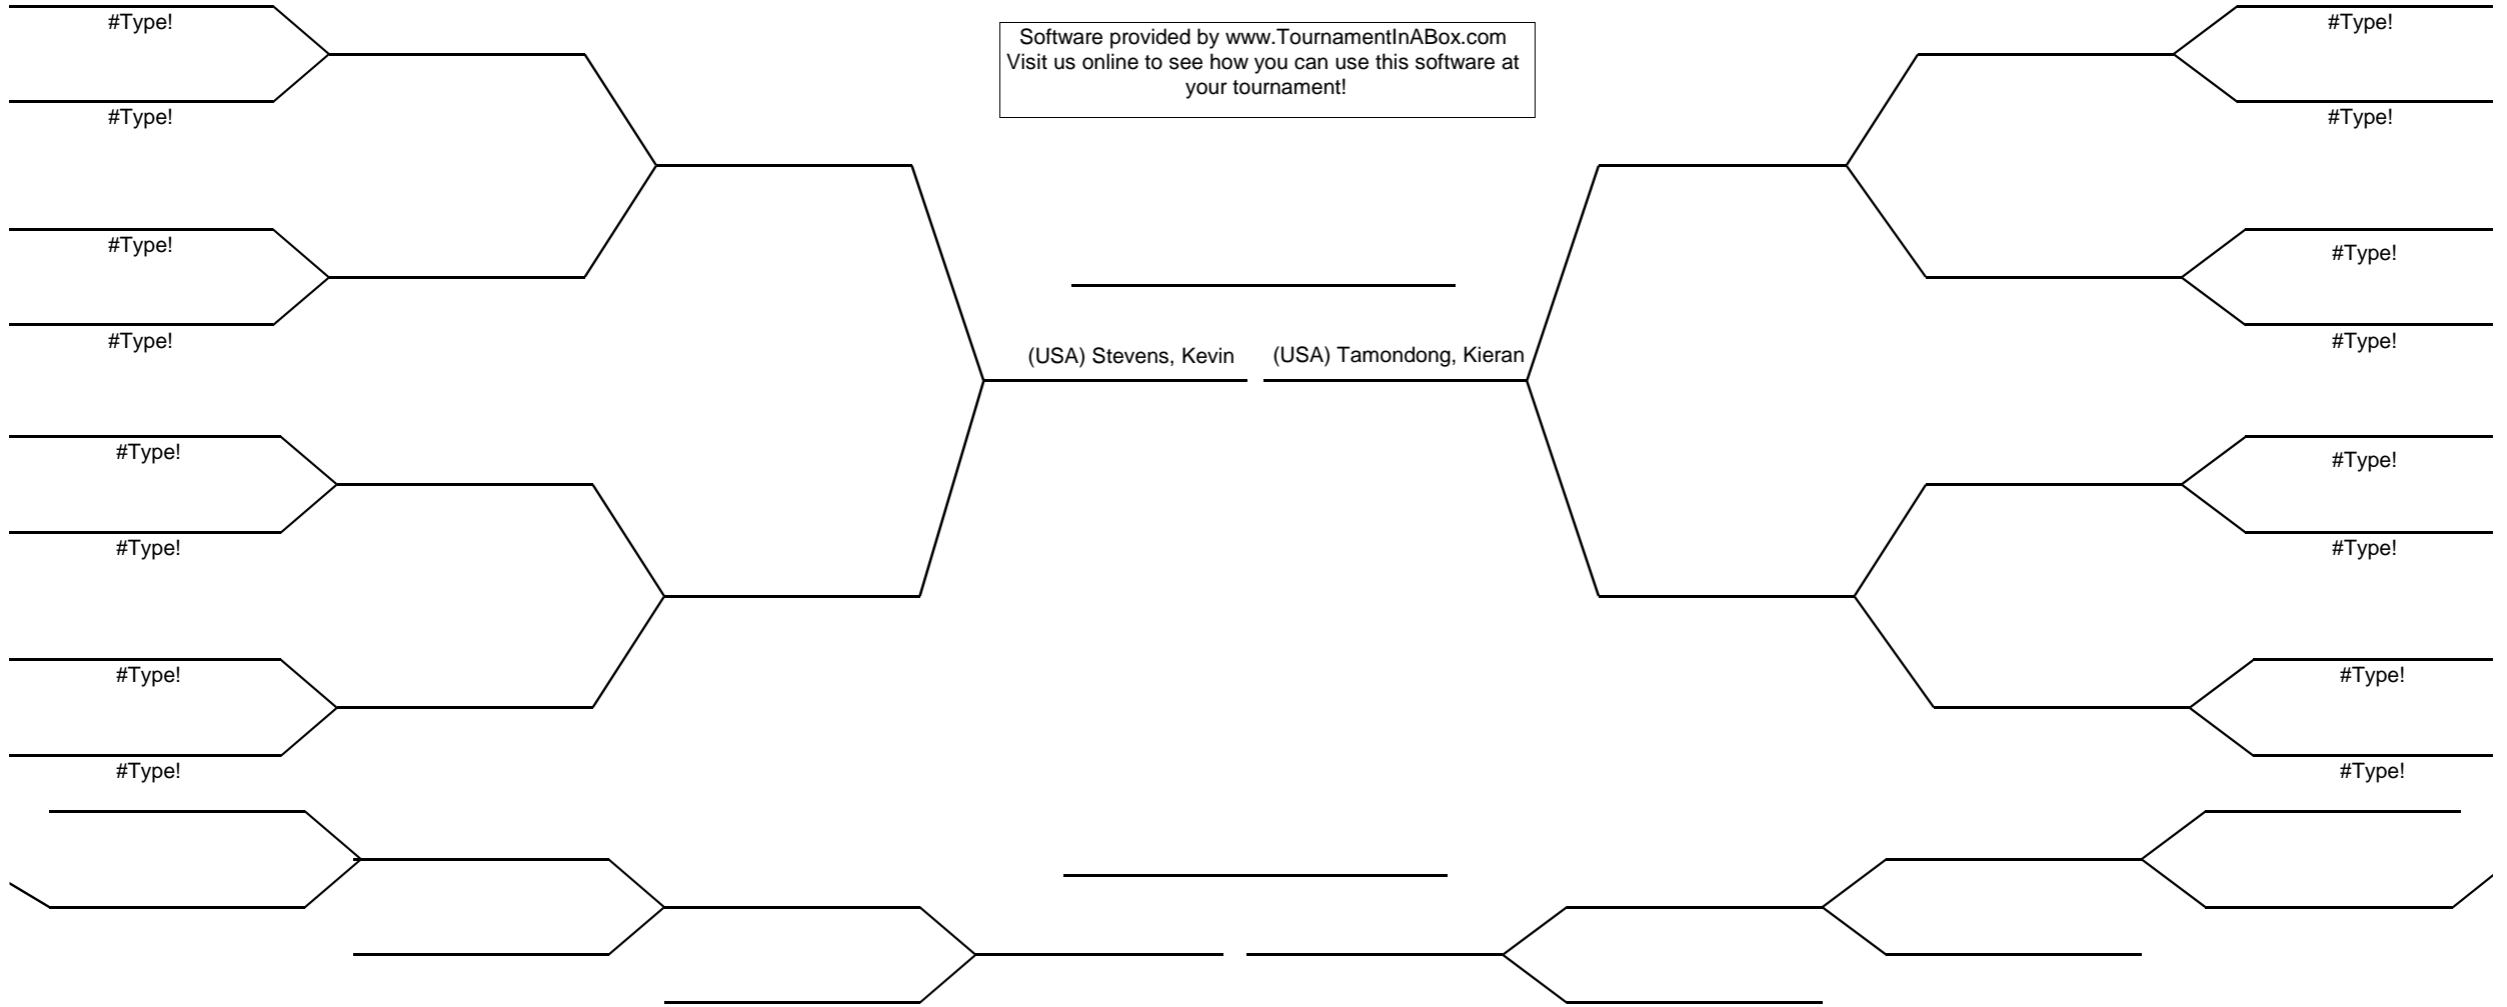 #Type!
#Type!
Software provided by www.TournamentInABox.com
Visit us online to see how you can use this software at
your tournament!
#Type!
#Type!
#Type!
#Type!
#Type!
#Type!
(USA) Stevens, Kevin
(USA) Tamondong, Kieran
#Type!
#Type!
#Type!
#Type!
#Type!
#Type!
#Type!
#Type!